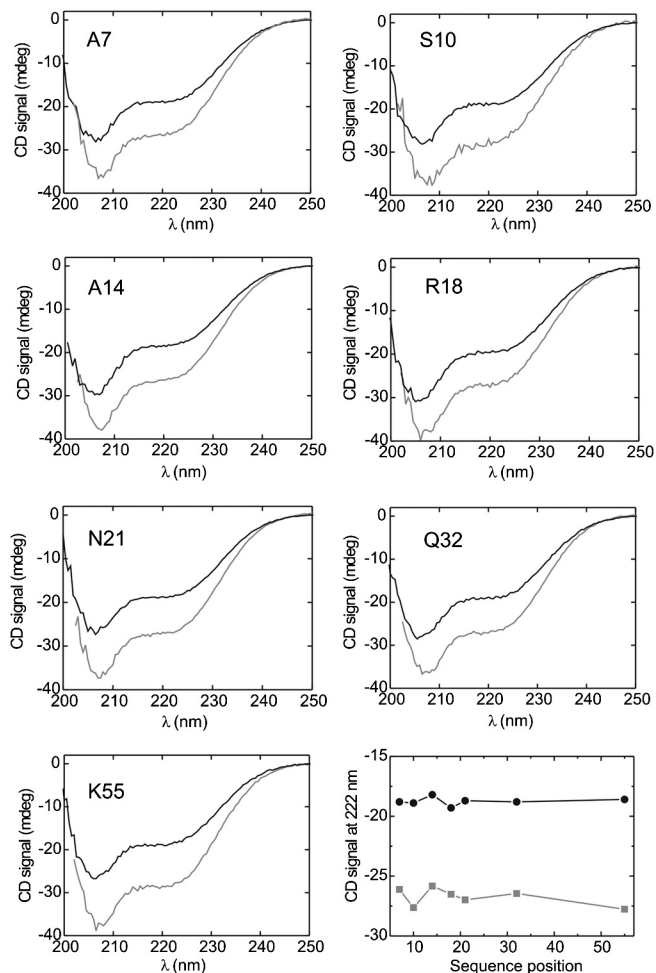 A7
CD signal (mdeg)
0
-10
-20
-30
-40
200 210 220 230 240 250
λ (nm)
S10
CD signal (mdeg)
0
-10
-20
-30
-40
200 210 220 230 240 250
λ (nm)
A14
CD signal (mdeg)
0
-10
-20
-30
-40
200 210 220 230 240 250
λ (nm)
R18
CD signal (mdeg)
0
-10
-20
-30
-40
200 210 220 230 240 250
λ (nm)
N21
CD signal (mdeg)
0
-10
-20
-30
-40
200 210 220 230 240 250
λ (nm)
Q32
CD signal (mdeg)
0
-10
-20
-30
-40
200 210 220 230 240 250
λ (nm)
K55
CD signal (mdeg)
0
-10
-20
-30
-40
200 210 220 230 240 250
λ (nm)
CD signal at 222 nm
-15
-20
-25
-30
10 20 30 40 50
Sequence position